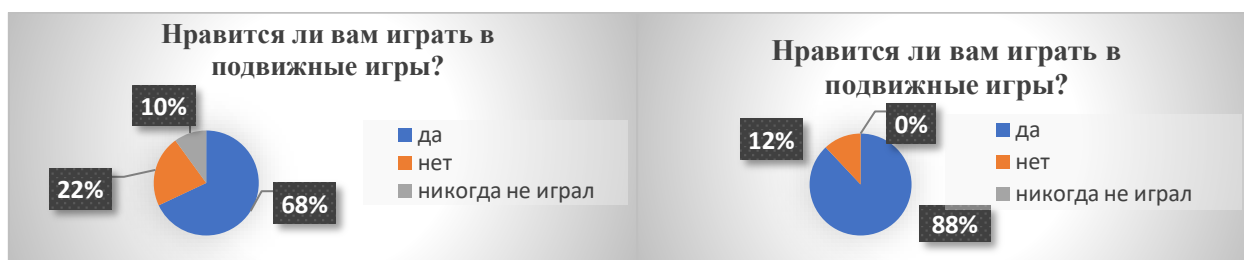 Нравится ли вам играть в
подвижные игры?
10%
22%
68%
да
нет
никогда не играл
Нравится ли вам играть в
подвижные игры?
0%
12%
88%
да
нет
никогда не играл